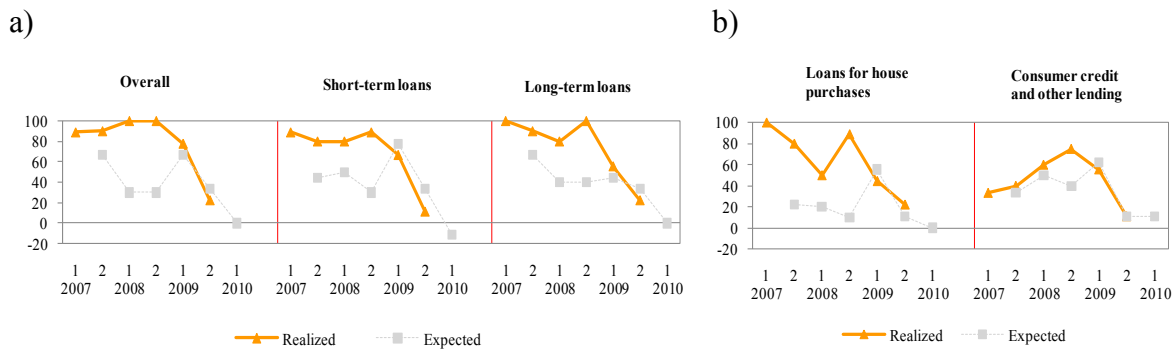 a)
Overall
Short-term loans
Long-term loans
100
80
60
40
20
0
-20
1 2 1 2 1 2 1 1 2 1 2 1 2 1 1 2 1 2 1 2 1
2007 2008 2009 2010 2007 2008 2009 2010 2007 2008 2009 2010
Realized Expected
b)
Loans for house
purchases
Consumer credit
and other lending
100
80
60
40
20
0
-20
1 2 1 2 1 2 1 1 2 1 2 1 2 1
2007 2008 2009 2010 2007 2008 2009 2010
Realized Expected